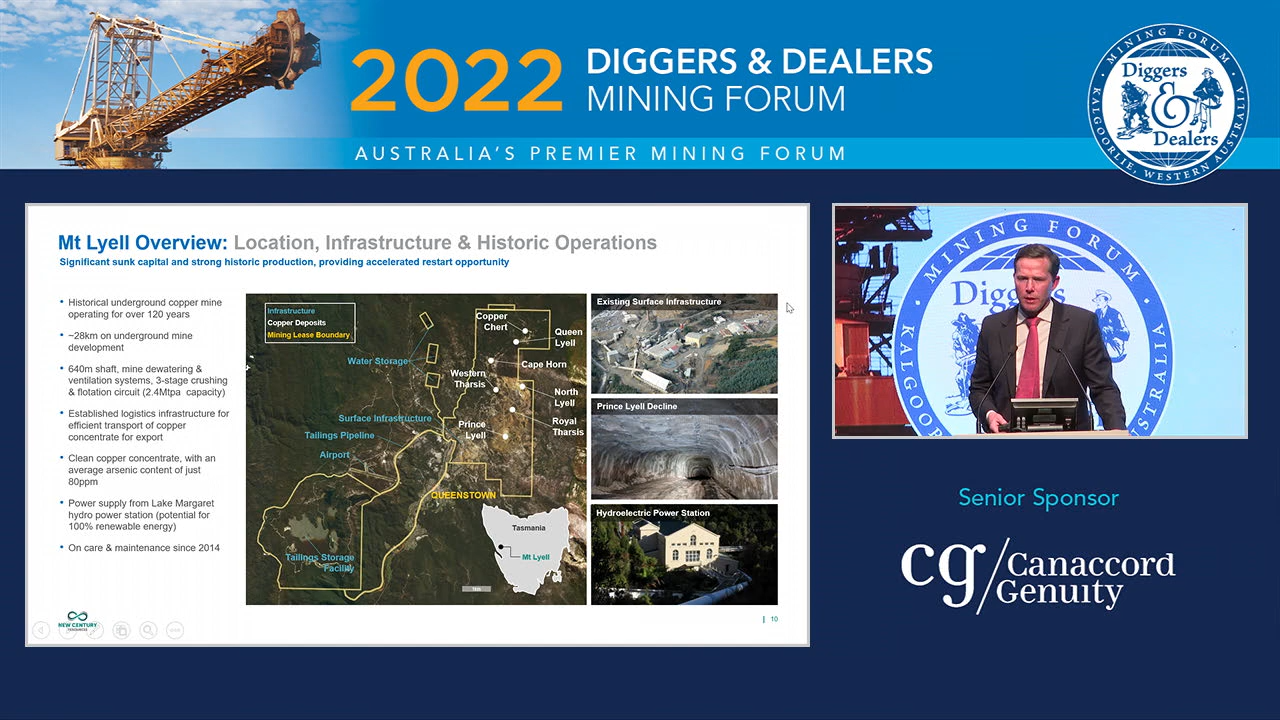 2022
DIGGERS & DEALERS
MINING FORUM
AUSTRALIA'S PREMIER MINING FORUM
MINING FORUM
Diggers
&
Dealers
KALGOORLIE, WESTERN AUSTRALIA
Mt Lyell Overview: Location, Infrastructure & Historic Operations
Significant sunk capital and strong historic production, providing accelerated restart opportunity
• Historical underground copper mine
operating for over 120 years
• ~28km on underground mine
development
• 640m shaft, mine dewatering &
ventilation systems, 3-stage crushing
& flotation circuit (2.4Mtpa capacity)
• Established logistics infrastructure for
efficient transport of copper
concentrate for export
• Clean copper concentrate, with an
average arsenic content of just
80ppm
• Power supply from Lake Margaret
hydro power station (potential for
100% renewable energy)
• On care & maintenance since 2014
Infrastructure
Copper Deposits
Mining Lease Boundary
Copper
Chert
Queen
Lyell
Water Storage
Cape Horn
Western
Tharsis
North
Lyell
Surface Infrastructure
Prince
Lyell
Royal
Tharsis
Tailings Pipeline
Airport
QUEENSTOWN
Tasmania
Mt Lyell
Tailings Storage
Facility
Existing Surface Infrastructure
Prince Lyell Decline
Hydroelectric Power Station
NEW CENTURY
RESOURCES
| 10
MINING FORUM
Diggers
Senior Sponsor
cg/Canaccord
Genuity